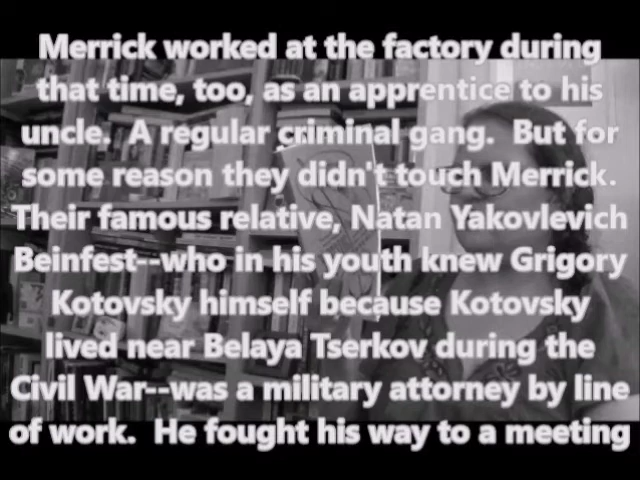 Merrick worked at the factory during
that time, too, as an apprentice to his
uncle.  A regular criminal gang.  But for
some reason they didn't touch Merrick.
Their famous relative, Natan Yakovlevich
Beinfest--who in his youth knew Grigory
Kotovsky himself because Kotovsky
lived near Belaya Tserkov during the
Civil War--was a military attorney by line
of work.  He fought his way to a meeting